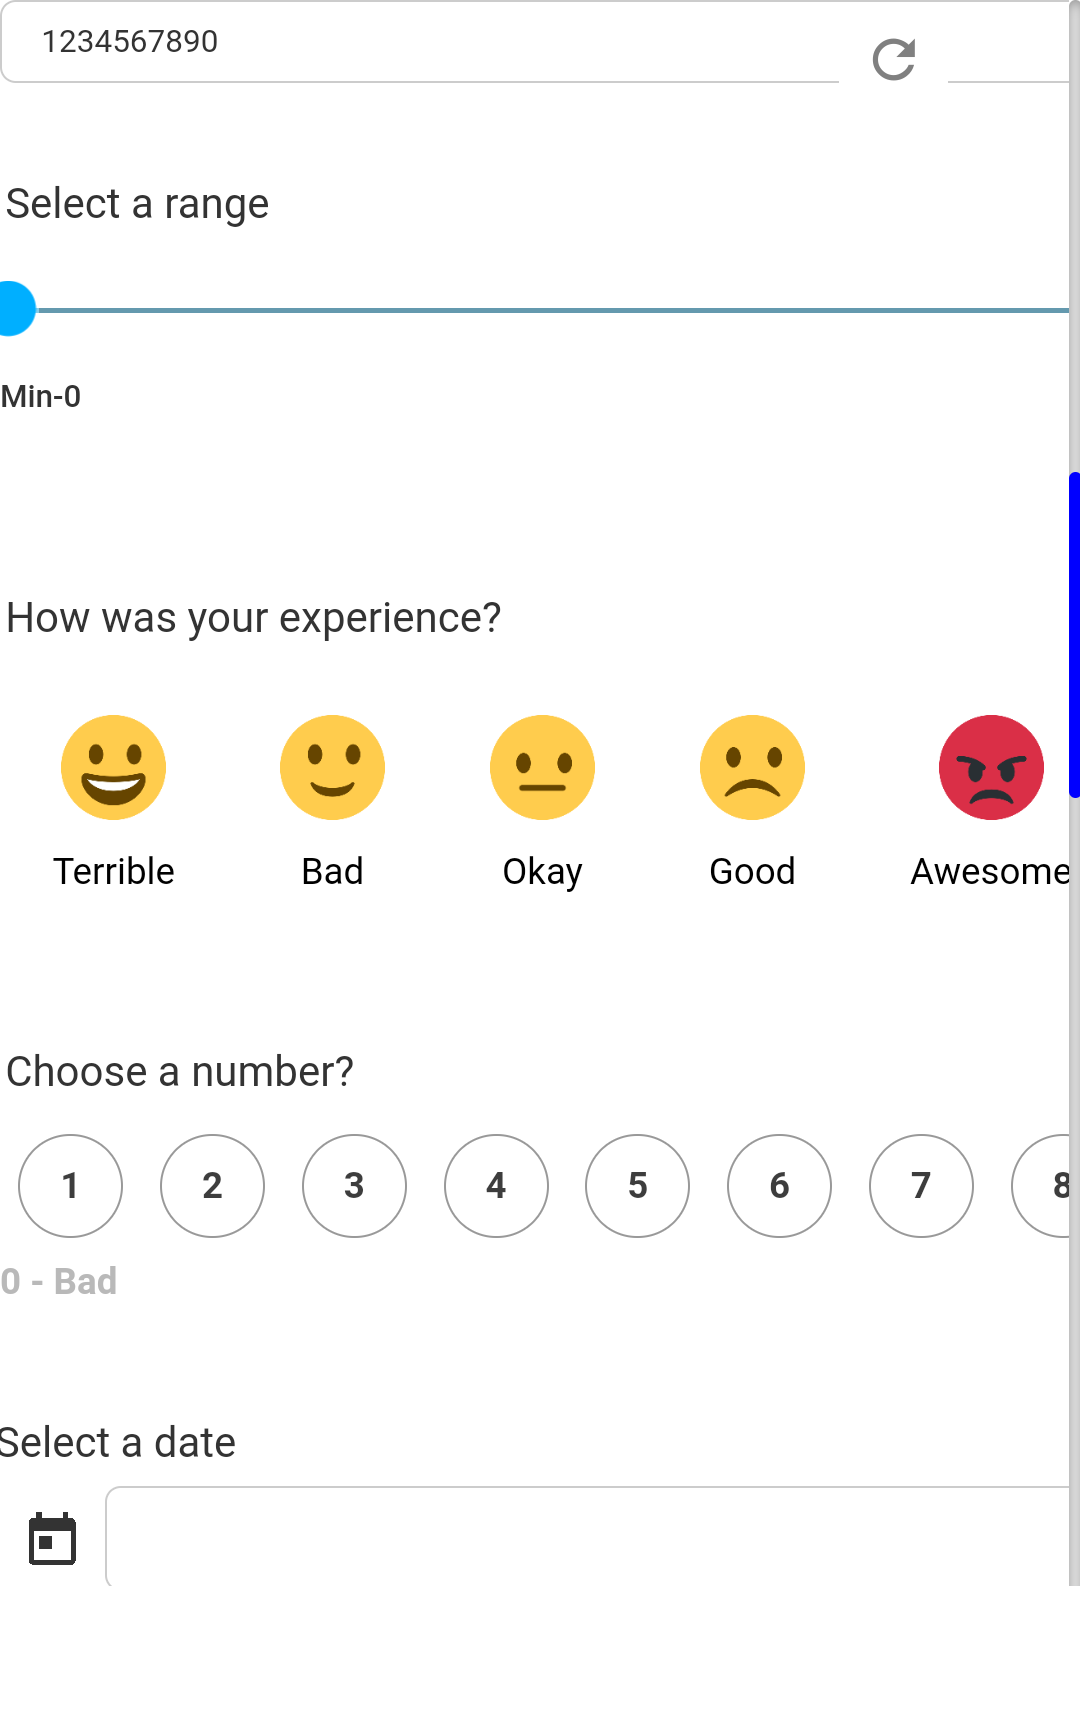 1234567890
Select a range
Min-0
How was your experience?
Terrible Bad Okay Good Awesome
Choose a number?
1 2 3 4 5 6 7 8
0 - Bad
Select a date